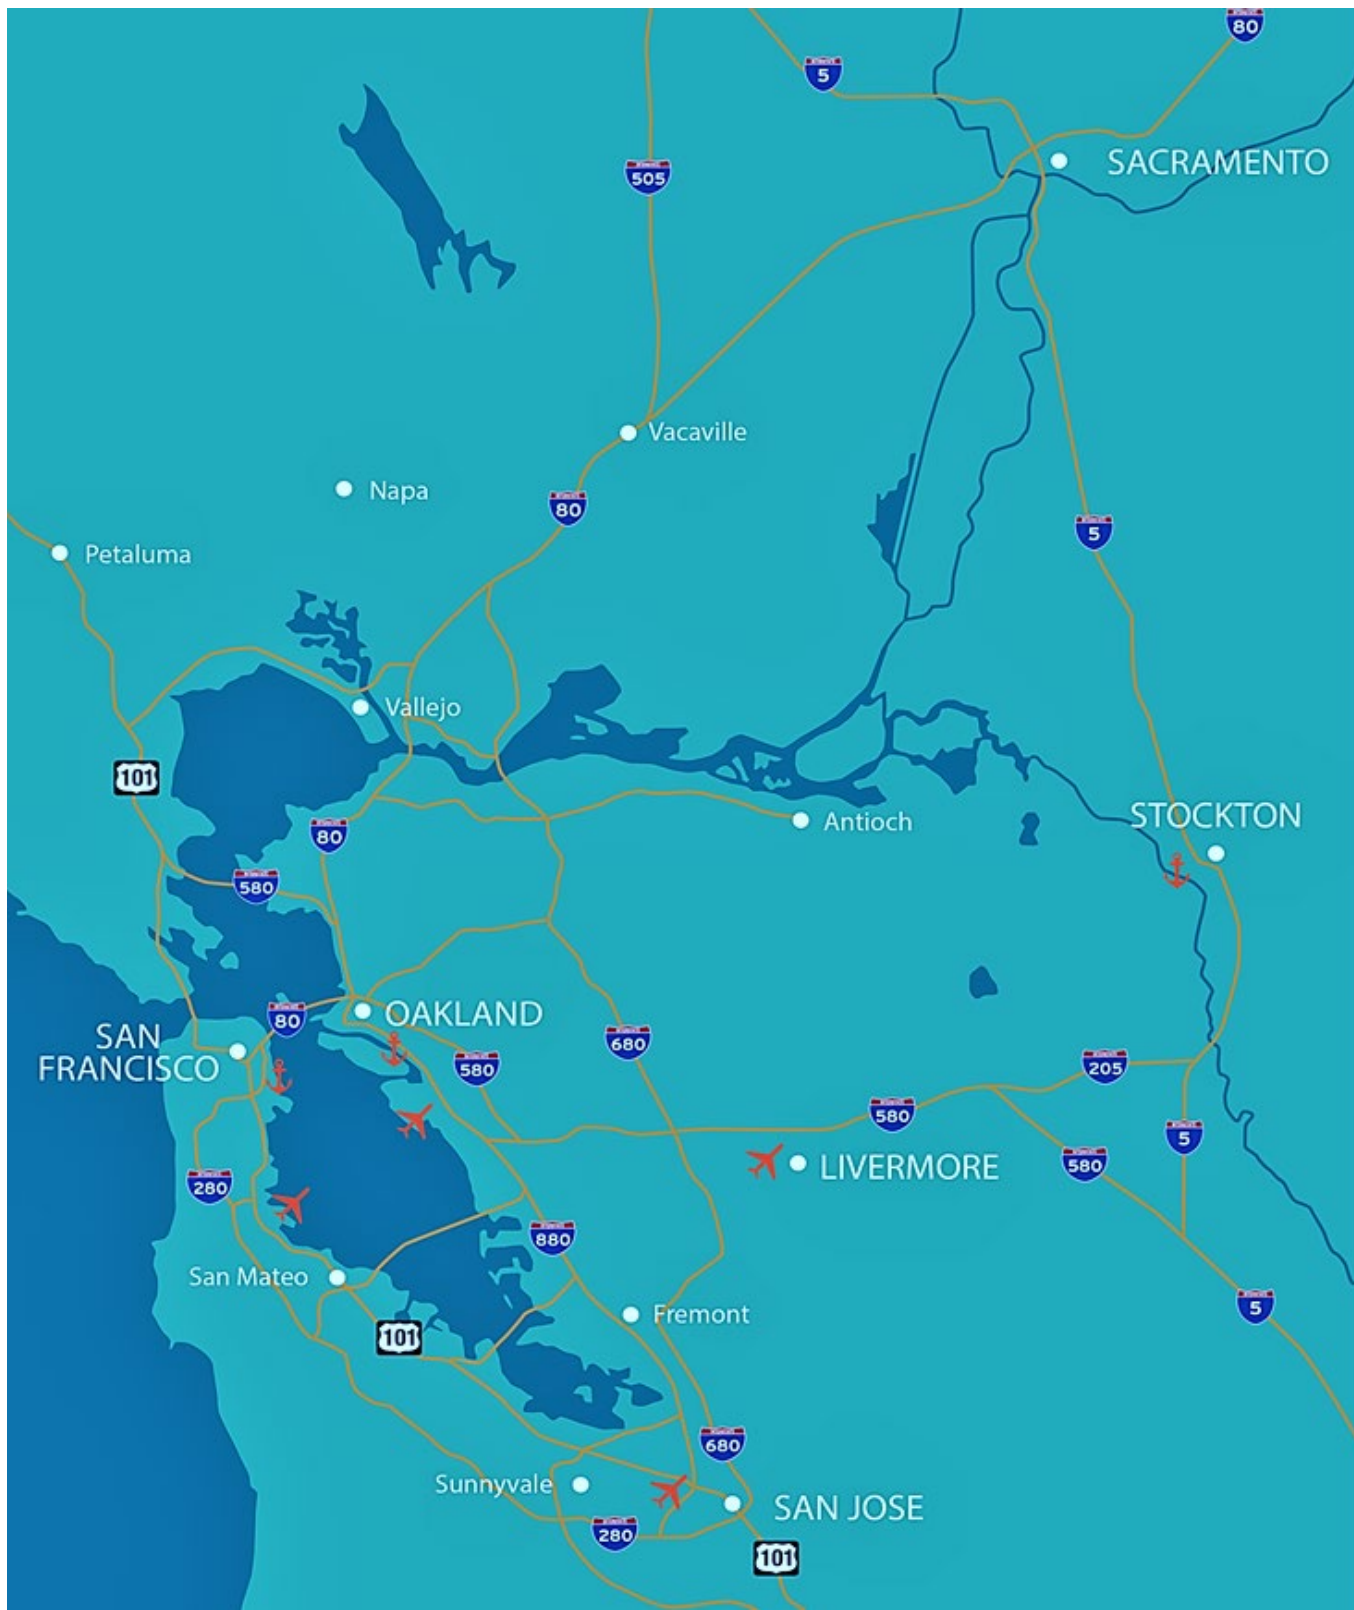 80
5
SACRAMENTO
505
Vacaville
Napa
80
5
Petaluma
Vallejo
101
STOCKTON
Antioch
80
580
OAKLAND
80
SAN
FRANCISCO
680
580
205
580
5
LIVERMORE
580
280
880
San Mateo
5
Fremont
101
680
Sunnyvale
SAN JOSE
280
101